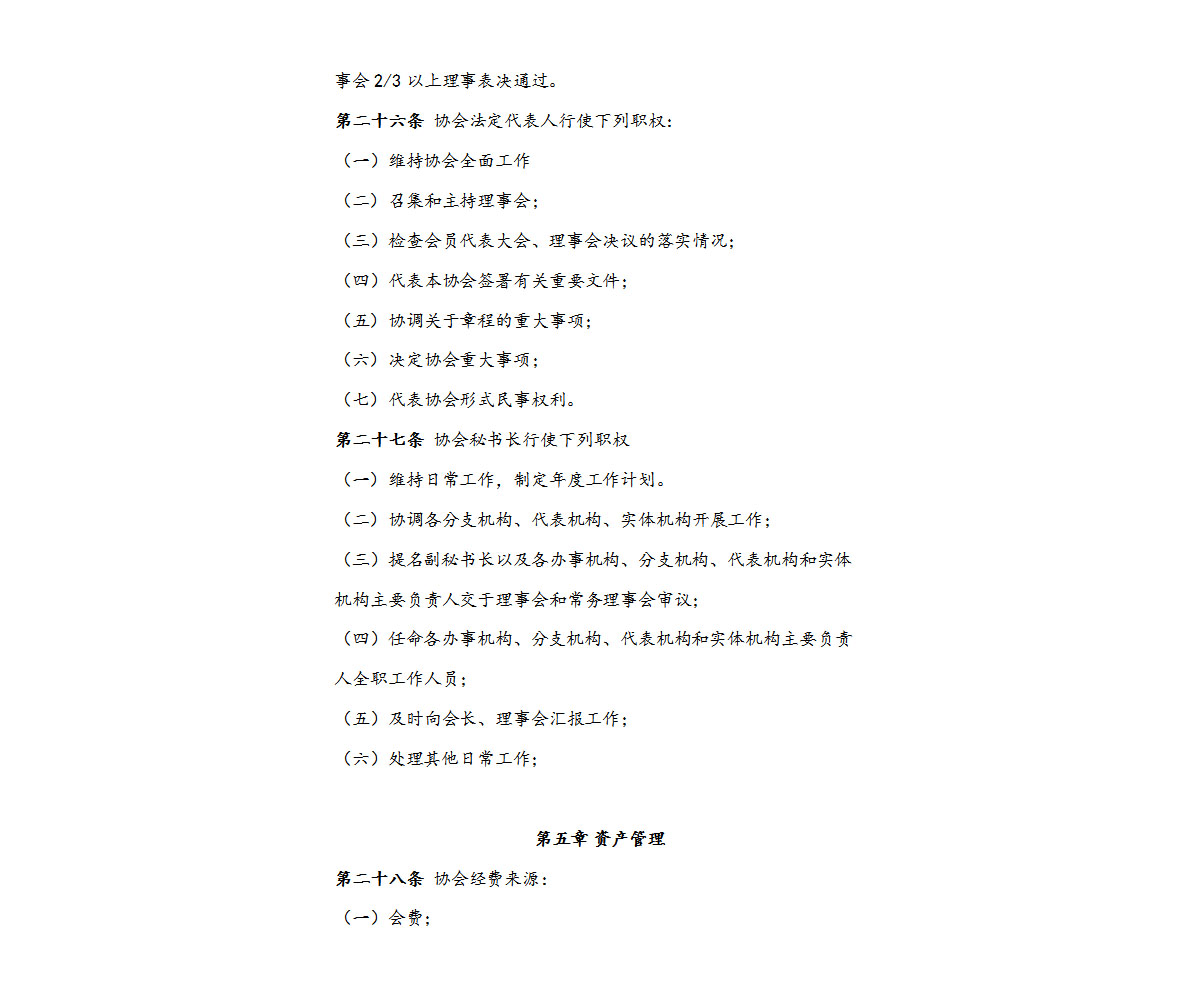 事会 2/3 以上理事表决通过。
第二十六条 协会法定代表人行使下列职权：
（一）维持协会全面工作
（二）召集和主持理事会；
（三）检查会员代表大会、理事会决议的落实情况；
（四）代表本协会签署有关重要文件；
（五）协调关于章程的重大事项；
（六）决定协会重大事项；
（七）代表协会形式民事权利。
第二十七条 协会秘书长行使下列职权
（一）维持日常工作，制定年度工作计划。
（二）协调各分支机构、代表机构、实体机构开展工作；
（三）提名副秘书长以及各办事机构、分支机构、代表机构和实体
机构主要负责人交于理事会和常务理事会审议；
（四）任命各办事机构、分支机构、代表机构和实体机构主要负责
人全职工作人员；
（五）及时向会长、理事会汇报工作；
（六）处理其他日常工作；
第五章 资产管理
第二十八条 协会经费来源：
（一）会费；